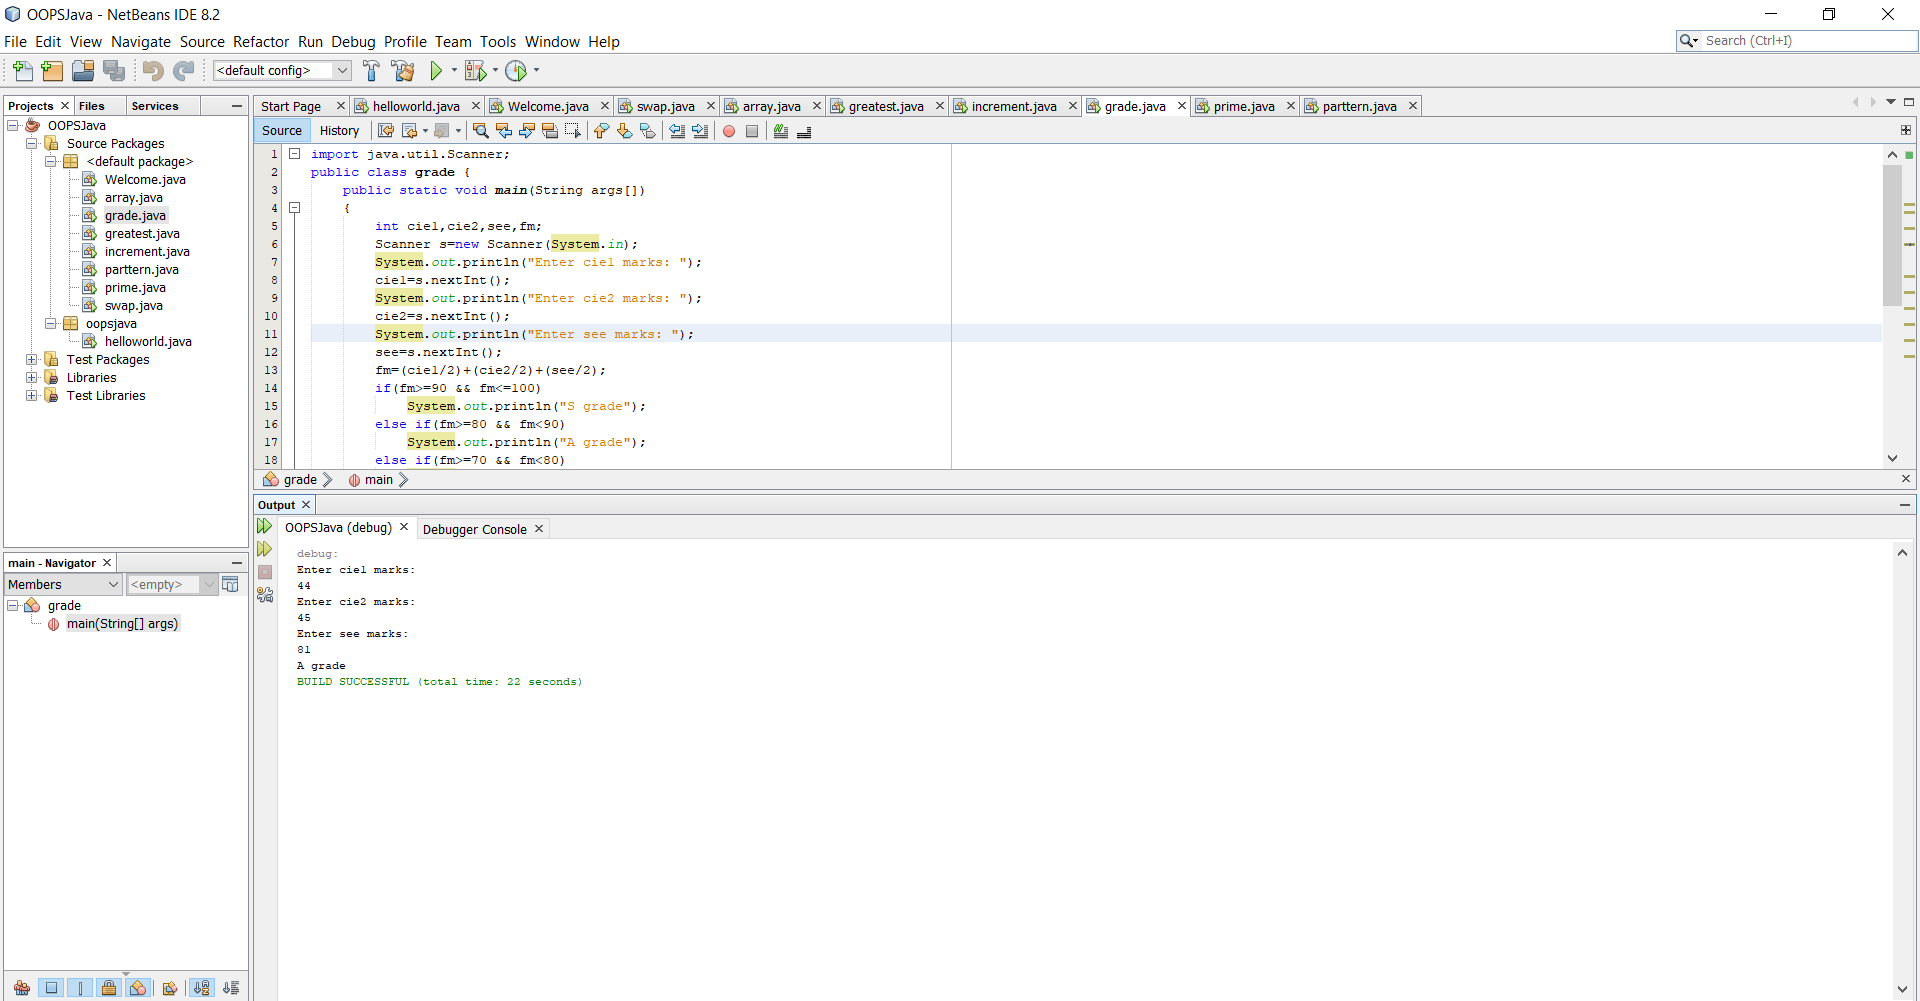 OOPSJava - NetBeans IDE 8.2
File Edit View Navigate Source Refactor Run Debug Profile Team Tools Window Help
Search (Ctrl+I)
<default config>
Projects Files Services
OOPSJava
Source Packages
<default package>
Welcome.java
array.java
grade.java
greatest.java
increment.java
parttern.java
prime.java
swap.java
oopsjava
helloworld.java
Test Packages
Libraries
Test Libraries
main - Navigator
Members <empty>
grade
main(String[] args)
Start Page helloworld.java Welcome.java swap.java array.java greatest.java increment.java grade.java prime.java parttern.java
Source History
1 import java.util.Scanner;
2 public class grade {
3 public static void main(String args[])
4 {
5 int cie1,cie2,see,fm;
6 Scanner s=new Scanner(System.in);
7 System.out.println("Enter cie1 marks: ");
8 cie1=s.nextInt();
9 System.out.println("Enter cie2 marks: ");
10 cie2=s.nextInt();
11 System.out.println("Enter see marks: ");
12 see=s.nextInt();
13 fm=(cie1/2)+(cie2/2)+(see/2);
14 if(fm>=90 && fm<=100)
15 System.out.println("S grade");
16 else if(fm>=80 && fm<90)
17 System.out.println("A grade");
18 else if(fm>=70 && fm<80)
grade main
Output
OOPSJava (debug) Debugger Console
debug:
Enter cie1 marks:
44
Enter cie2 marks:
45
Enter see marks:
81
A grade
BUILD SUCCESSFUL (total time: 22 seconds)